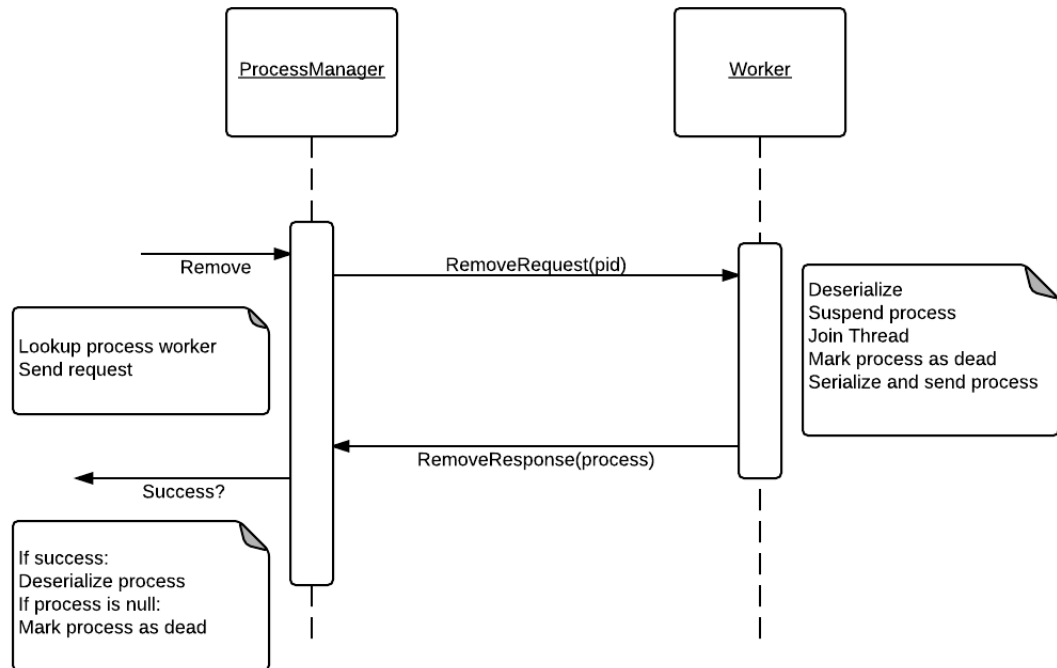 ProcessManager
Worker
Remove
RemoveRequest(pid)
Lookup process worker
Send request
Deserialize
Suspend process
Join Thread
Mark process as dead
Serialize and send process
RemoveResponse(process)
Success?
If success:
Deserialize process
If process is null:
Mark process as dead